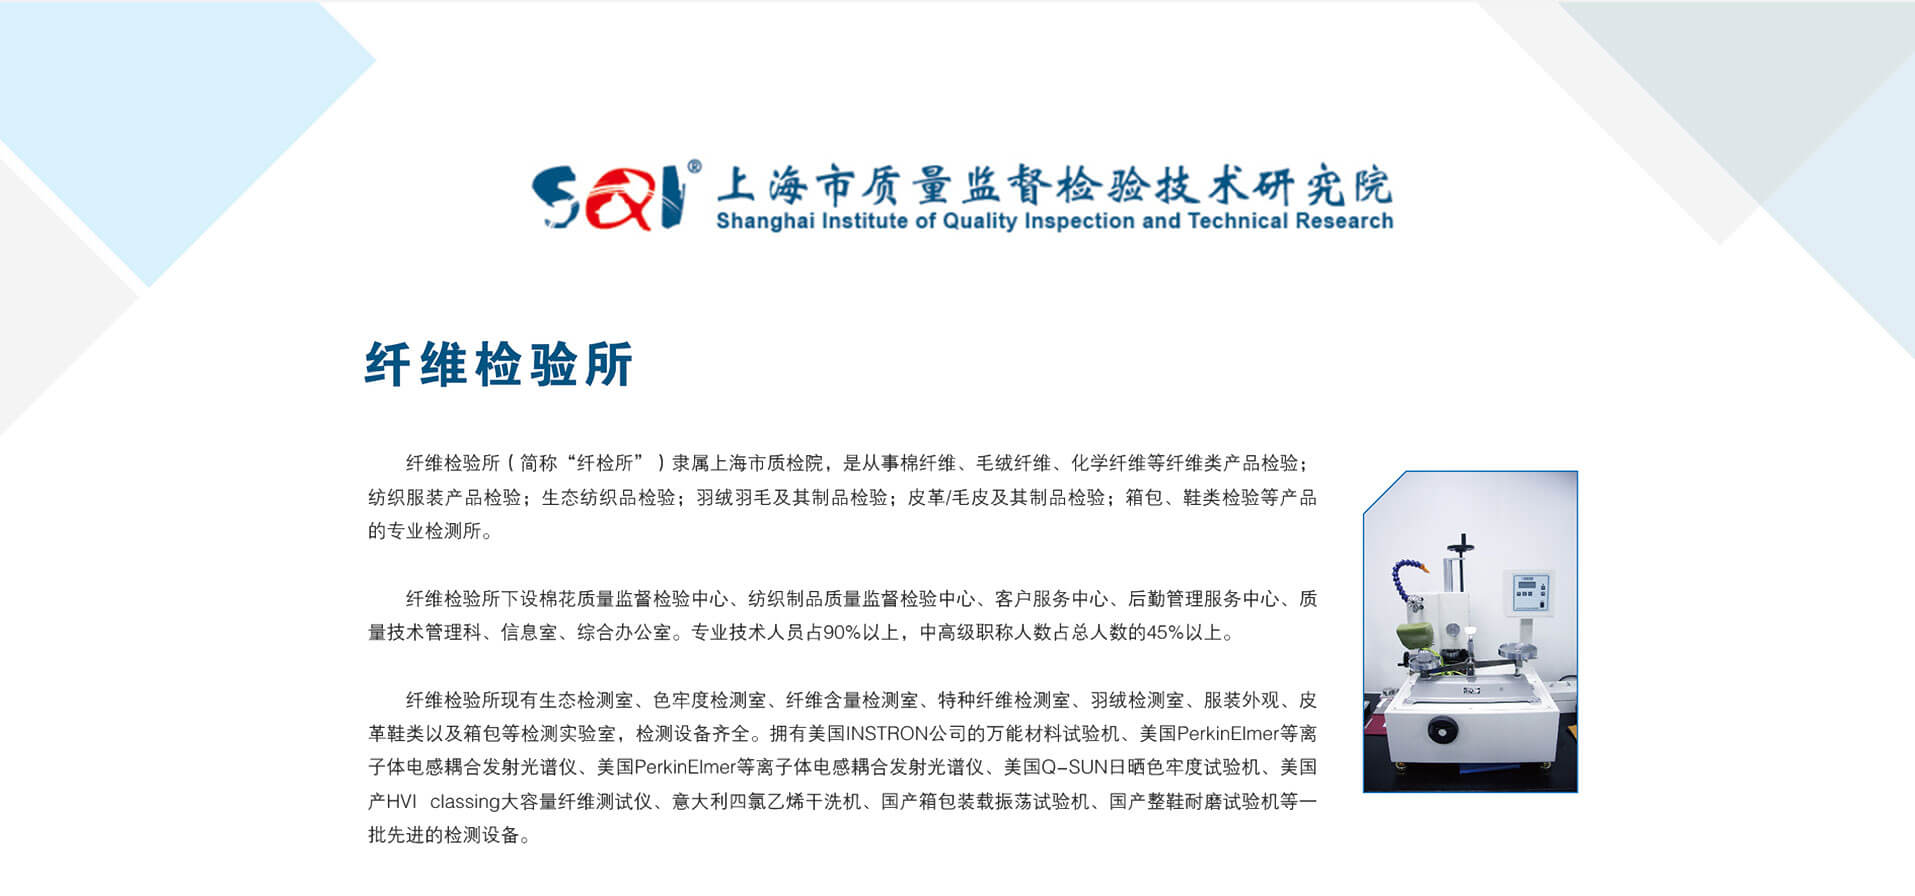 SQI® 上海市质量监督检验技术研究院
Shanghai Institute of Quality Inspection and Technical Research
纤维检验所
纤维检验所(简称“纤检所”)隶属上海市质检院，是从事棉纤维、毛绒纤维、化学纤维等纤维类产品检验；
纺织服装产品检验；生态纺织品检验；羽绒羽毛及其制品检验；皮革/毛皮及其制品检验；箱包、鞋类检验等产品
的专业检测所。
纤维检验所下设棉花质量监督检验中心、纺织制品质量监督检验中心、客户服务中心、后勤管理服务中心、质
量技术管理科、信息室、综合办公室。专业技术人员占90%以上，中高级职称人数占总人数的45%以上。
纤维检验所现有生态检测室、色牢度检测室、纤维含量检测室、特种纤维检测室、羽绒检测室、服装外观、皮
革鞋类以及箱包等检测实验室，检测设备齐全。拥有美国INSTRON公司的万能材料试验机、美国PerkinElmer等离
子体电感耦合发射光谱仪、美国PerkinElmer等离子体电感耦合发射光谱仪、美国Q-SUN日晒色牢度试验机、美国
产HVI classing大容量纤维测试仪、意大利四氯乙烯干洗机、国产箱包装载振荡试验机、国产整鞋耐磨试验机等一
批先进的检测设备。